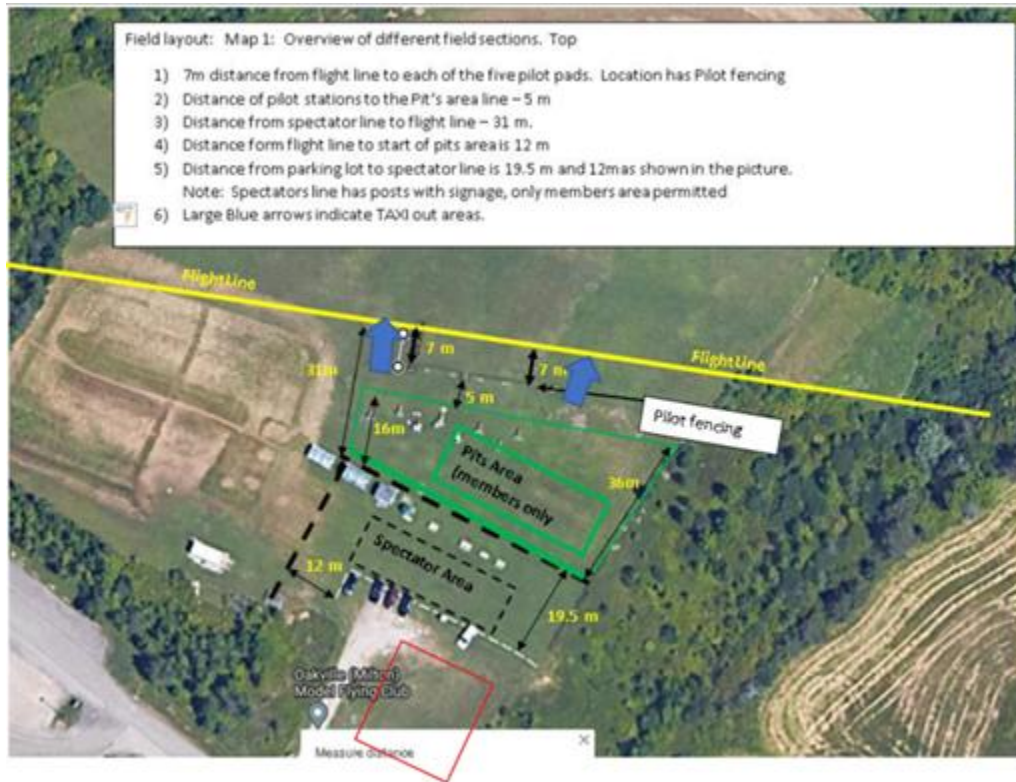 Field layout: Map 1: Overview of different field sections. Top
1) 7m distance from flight line to each of the five pilot pads. Location has Pilot fencing
2) Distance of pilot stations to the Pit's area line – 5 m
3) Distance from spectator line to flight line – 31 m.
4) Distance form flight line to start of pits area is 12 m
5) Distance from parking lot to spectator line is 19.5 m and 12mas shown in the picture.
Note: Spectators line has posts with signage, only members area permitted
6) Large Blue arrows indicate TAXI out areas.
FlightLine
7 m
FlightLine
31m
7 m
5 m
Pilot fencing
16m
Pits Area
(members only
36m
Spectator Area
12 m
19.5 m
Oakville (Milton)
Model Flying Club
Measure distance